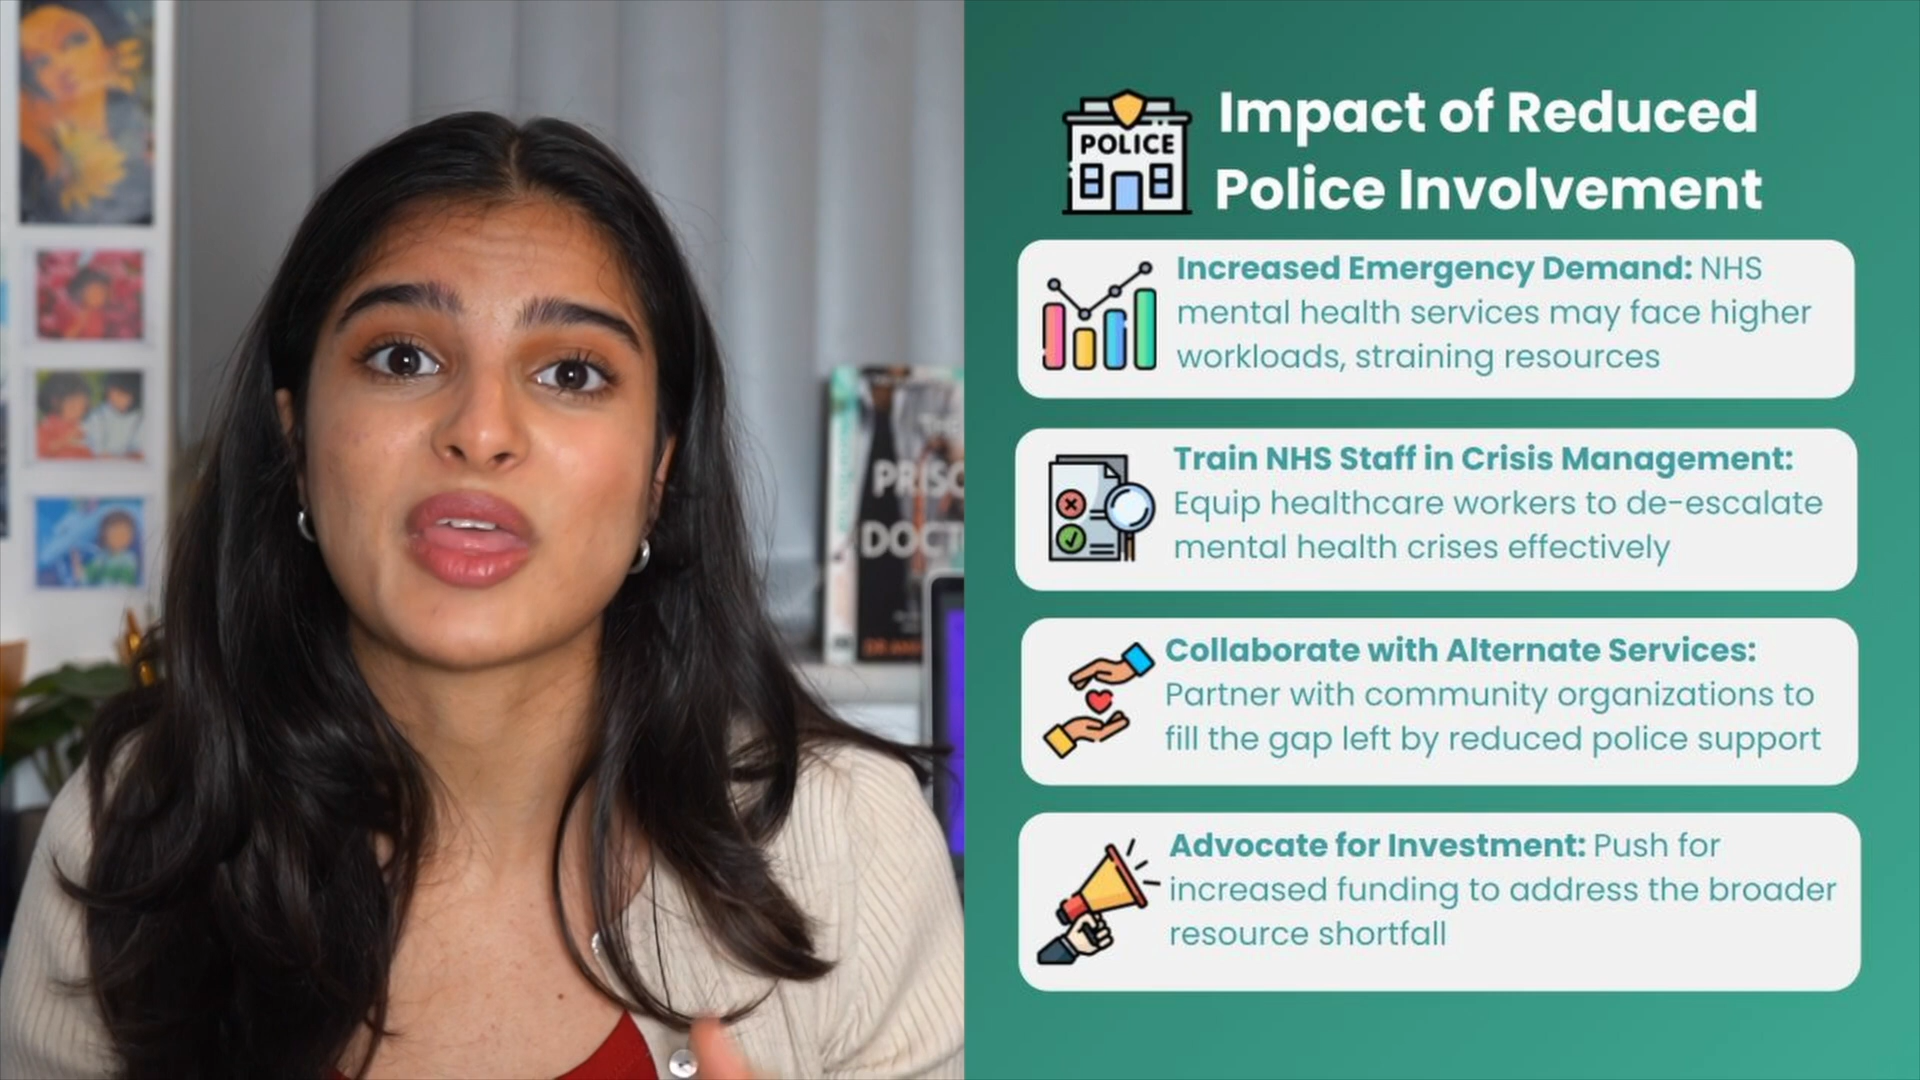 PRISO
DOCT
POLICE
Impact of Reduced
Police Involvement
Increased Emergency Demand: NHS
mental health services may face higher
workloads, straining resources
Train NHS Staff in Crisis Management:
Equip healthcare workers to de-escalate
mental health crises effectively
Collaborate with Alternate Services:
Partner with community organizations to
fill the gap left by reduced police support
Advocate for Investment: Push for
increased funding to address the broader
resource shortfall